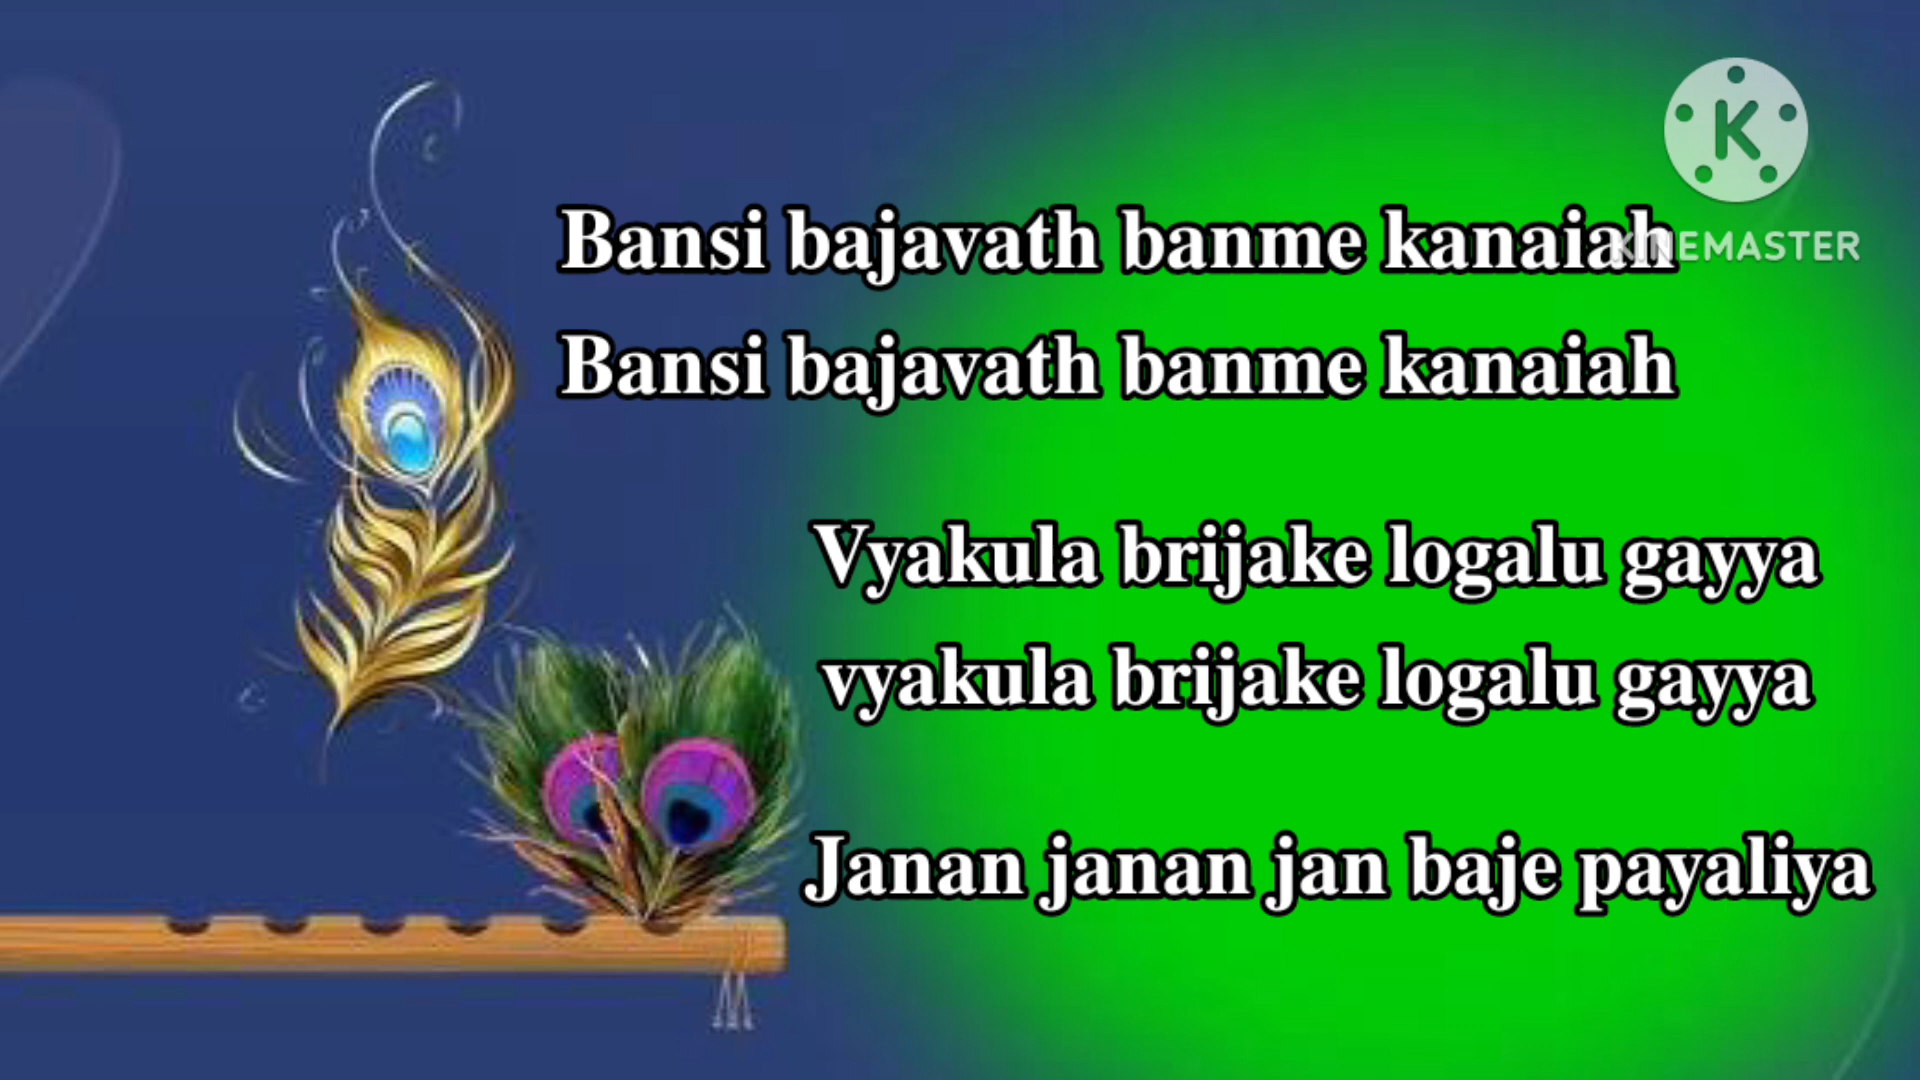 K
Bansi bajavath banme kanaiah
KINEMASTER
Bansi bajavath banme kanaiah
Vyakula brijake logalu gayya
vyakula brijake logalu gayya
Janan janan jan baje payaliya